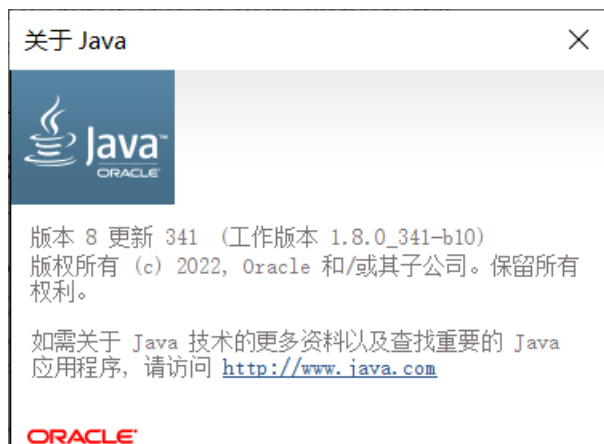 关于 Java
Java™
ORACLE
版本 8 更新 341 （工作版本 1.8.0_341-b10)
版权所有 (c) 2022, Oracle 和/或其子公司。保留所有
权利。
如需关于 Java 技术的更多资料以及查找重要的 Java
应用程序, 请访问 http://www.java.com
ORACLE